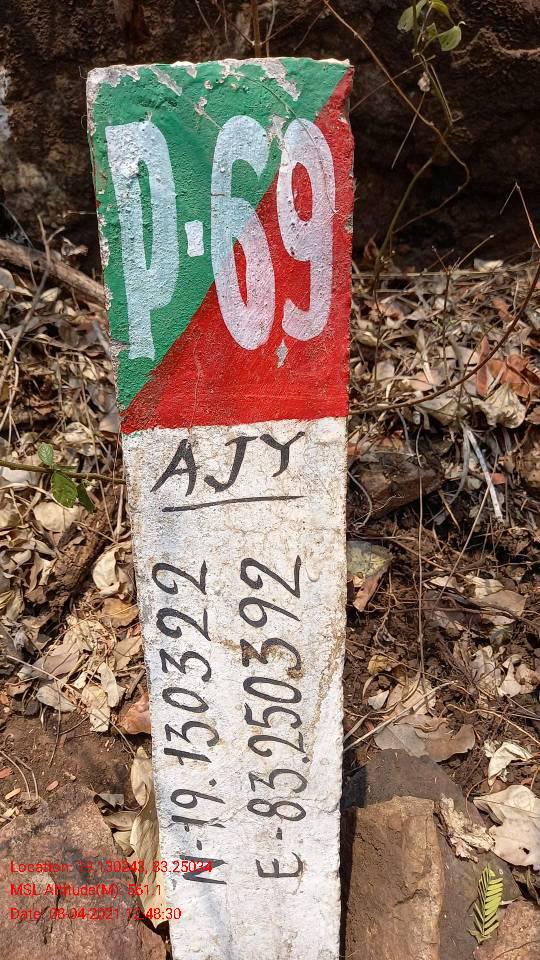 P-69
AJY
N-19.130322
E-83.250392
Location: 19.130243, 83.25034
MSL Altitude(M): 561.1
Date: 08-04-2021 12:48:30